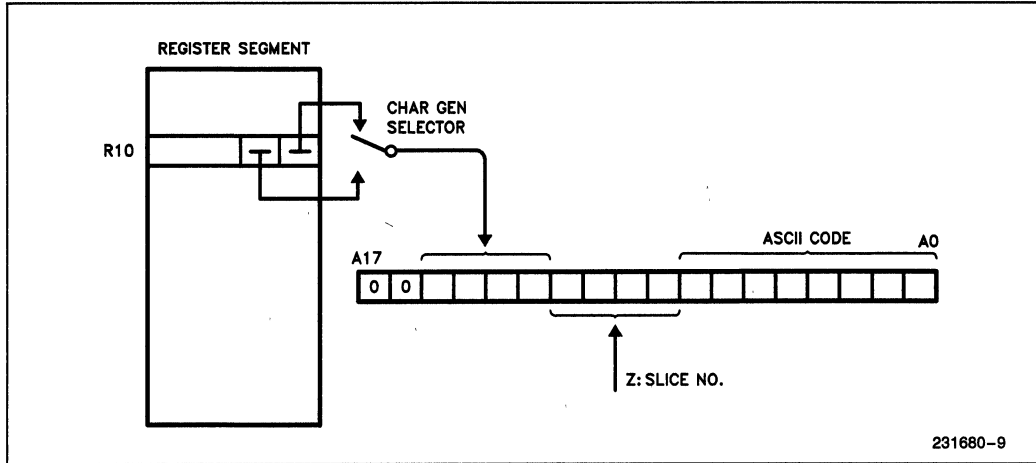 REGISTER SEGMENT
CHAR GEN
SELECTOR
R10
ASCII CODE
A17
A0
0 0
Z: SLICE NO.
231680-9